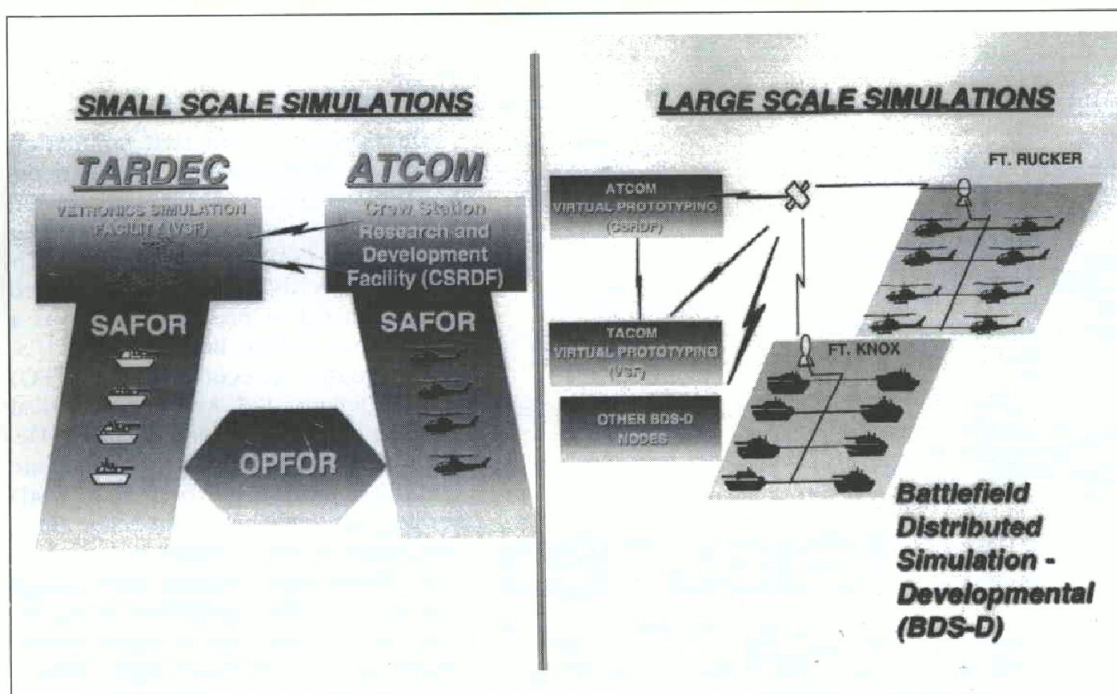 SMALL SCALE SIMULATIONS
TARDEC
VETRONICS SIMULATION
FACILITY (VSF)
SAFOR
ATCOM
Crew Station
Research and
Development
Facility (CSRDF)
SAFOR
OPFOR
LARGE SCALE SIMULATIONS
FT. RUCKER
ATCOM
VIRTUAL PROTOTYPING
(CSRDF)
TACOM
VIRTUAL PROTOTYPING
(VSF)
OTHER BDS-D
NODES
FT. KNOX
Battlefield
Distributed
Simulation -
Developmental
(BDS-D)